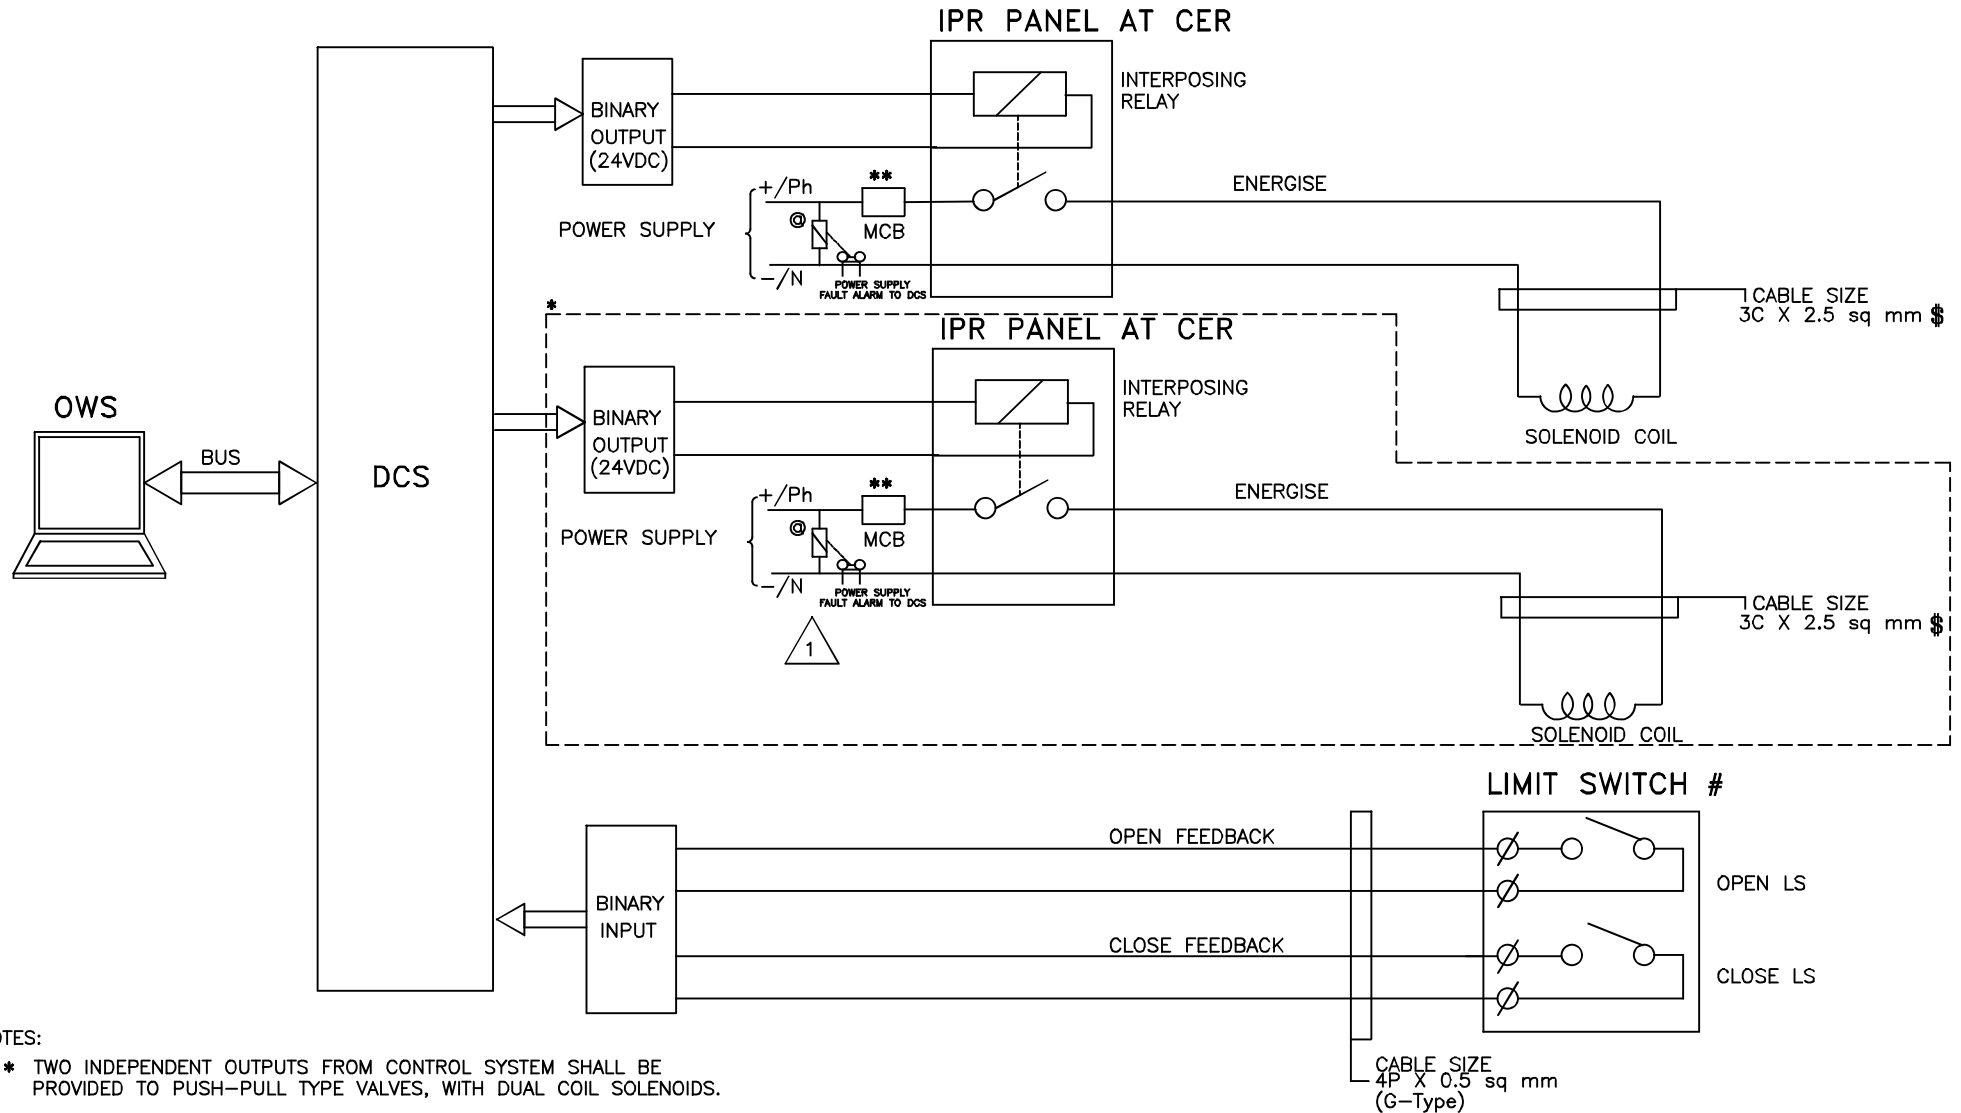 IPR PANEL AT CER
INTERPOSING
RELAY
BINARY
OUTPUT
(24VDC)
+/Ph
**
ENERGISE
@
POWER SUPPLY
MCB
-/N
POWER SUPPLY
FAULT ALARM TO DCS
CABLE SIZE
3C X 2.5 sq mm $
SOLENOID COIL
*
IPR PANEL AT CER
INTERPOSING
RELAY
OWS
BUS
DCS
BINARY
OUTPUT
(24VDC)
+/Ph
**
ENERGISE
@
POWER SUPPLY
MCB
-/N
POWER SUPPLY
FAULT ALARM TO DCS
1
CABLE SIZE
3C X 2.5 sq mm $
SOLENOID COIL
LIMIT SWITCH #
OPEN FEEDBACK
OPEN LS
BINARY
INPUT
CLOSE FEEDBACK
CLOSE LS
CABLE SIZE
4P X 0.5 sq mm
(G-Type)
OTES:
* TWO INDEPENDENT OUTPUTS FROM CONTROL SYSTEM SHALL BE
PROVIDED TO PUSH-PULL TYPE VALVES, WITH DUAL COIL SOLENOIDS.